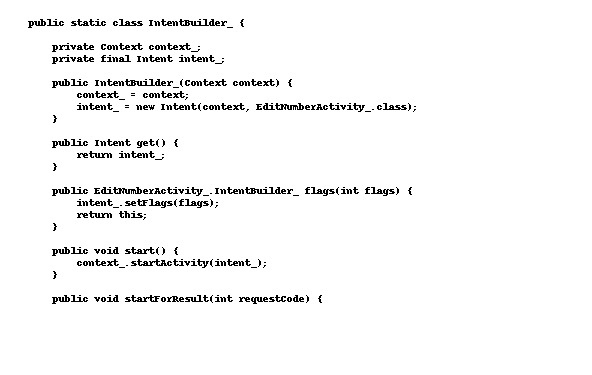 public static class IntentBuilder_ {
private Context context_;
private final Intent intent_;
public IntentBuilder_(Context context) {
context_ = context;
intent_ = new Intent(context, EditNumberActivity_.class);
}
public Intent get() {
return intent_;
}
public EditNumberActivity_.IntentBuilder_ flags(int flags) {
intent_.setFlags(flags);
return this;
}
public void start() {
context_.startActivity(intent_);
}
public void startForResult(int requestCode) {